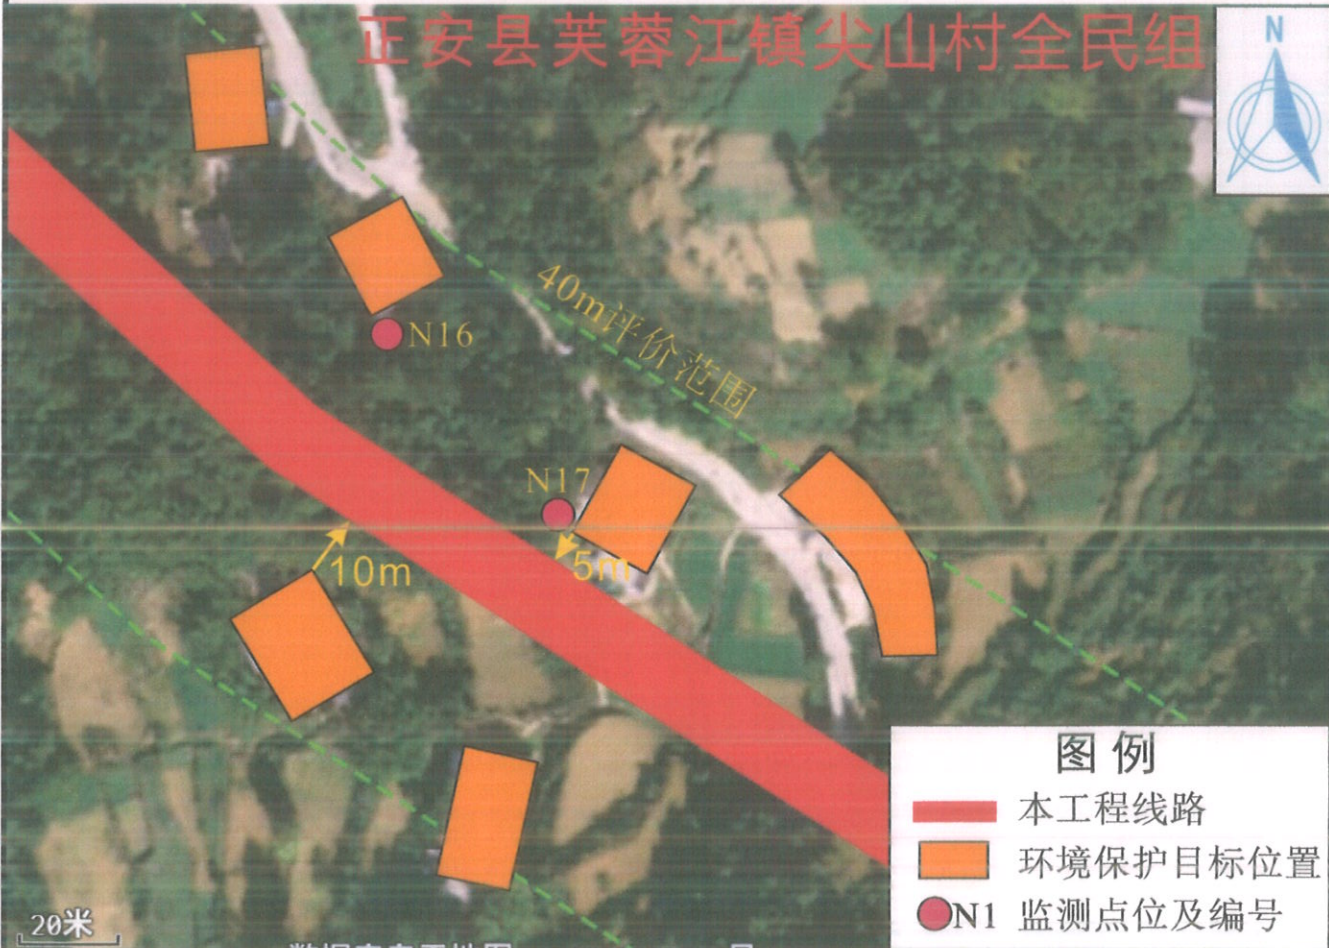 正安县芙蓉江镇尖山村全民组
N
40m评价范围
N16
N17
5m
10m
图例
本工程线路
环境保护目标位置
N1 监测点位及编号
20米